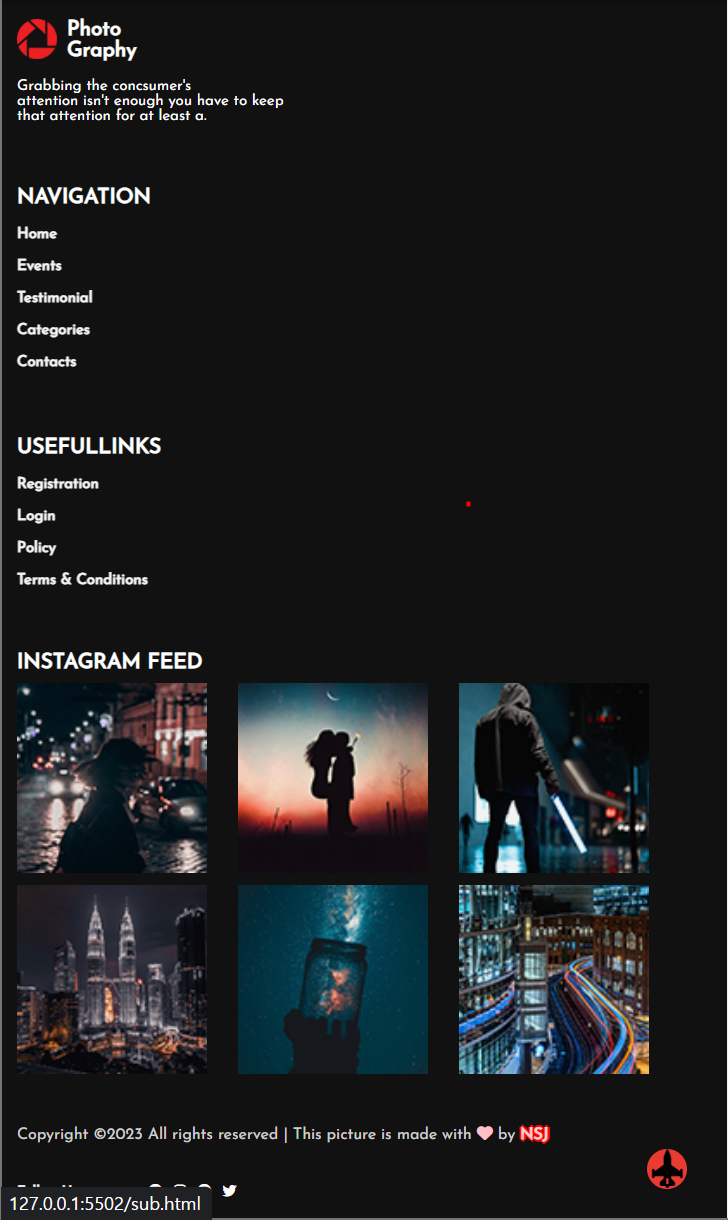 Photo
Graphy
Grabbing the concsumer's
attention isn't enough you have to keep
that attention for at least a.
NAVIGATION
Home
Events
Testimonial
Categories
Contacts
USEFULLINKS
Registration
Login
Policy
Terms & Conditions
INSTAGRAM FEED
Copyright ©2023 All rights reserved | This picture is made with by NSJ
127.0.0.1:5502/sub.html